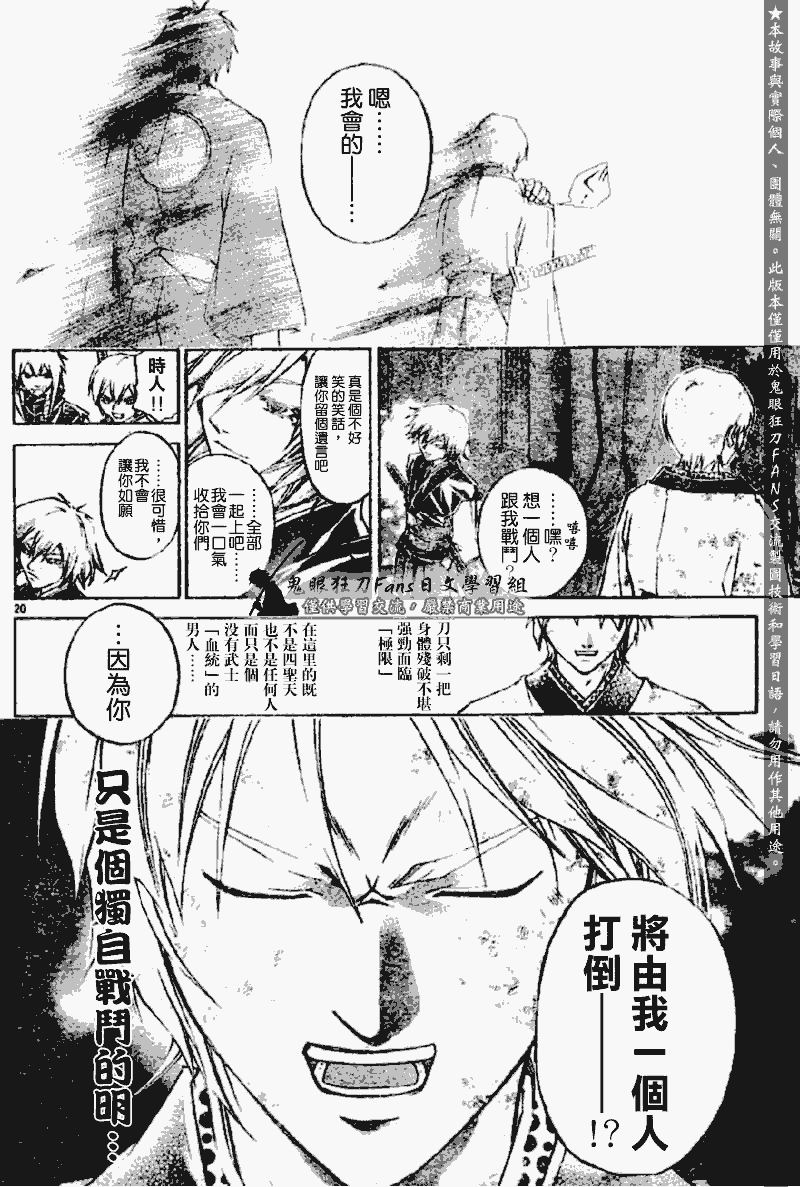 ★本故事與實際個人、團體無關。此版本僅僅用於鬼眼狂刀FANS交流製圖技術和學習日語，請勿用作其他用途。
嗯……
我會的——…
……嘿？
想一個人
跟我戰鬥？
嘻嘻
真是個不好
笑的笑話，
讓你留個遺言吧
……全部
一起上吧……
我會一口氣
收拾你們
時人!!
……很可惜，
我不會
讓你如願
鬼眼狂刀Fans日文學習組
僅供學習交流，嚴禁商業用途
20
刀只剩一把
身體殘破不堪
強勁而臨
「極限」
在這里的既
不是四聖天
也不是任何人
而只是個
沒有武士
「血統」的
男人……
…因為你
將由我一個人
打倒——!?
只是個獨自戰鬥的明…